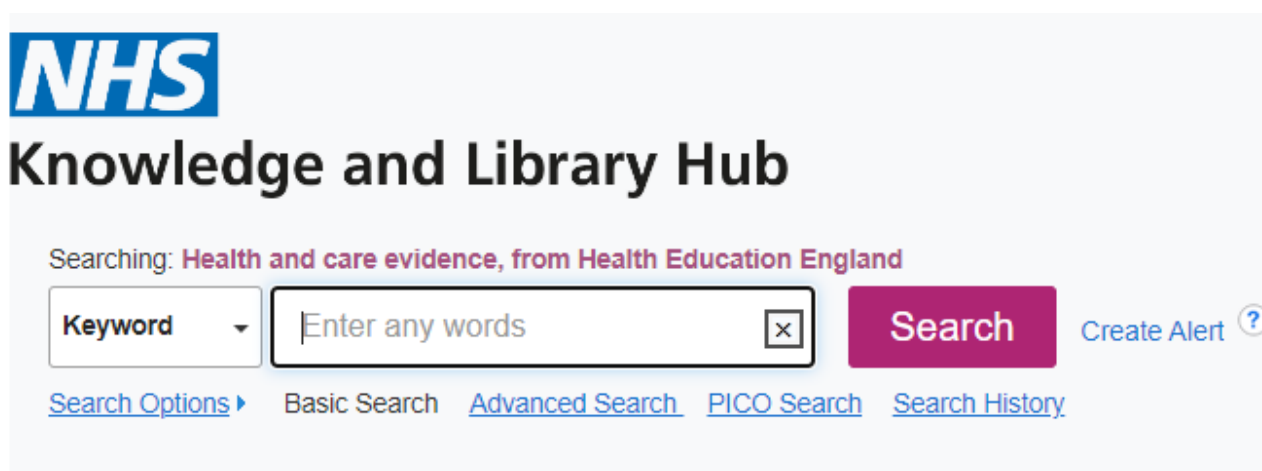 NHS
Knowledge and Library Hub
Searching: Health and care evidence, from Health Education England
Keyword Enter any words × Search Create Alert ?
Search Options Basic Search Advanced Search PICO Search Search History